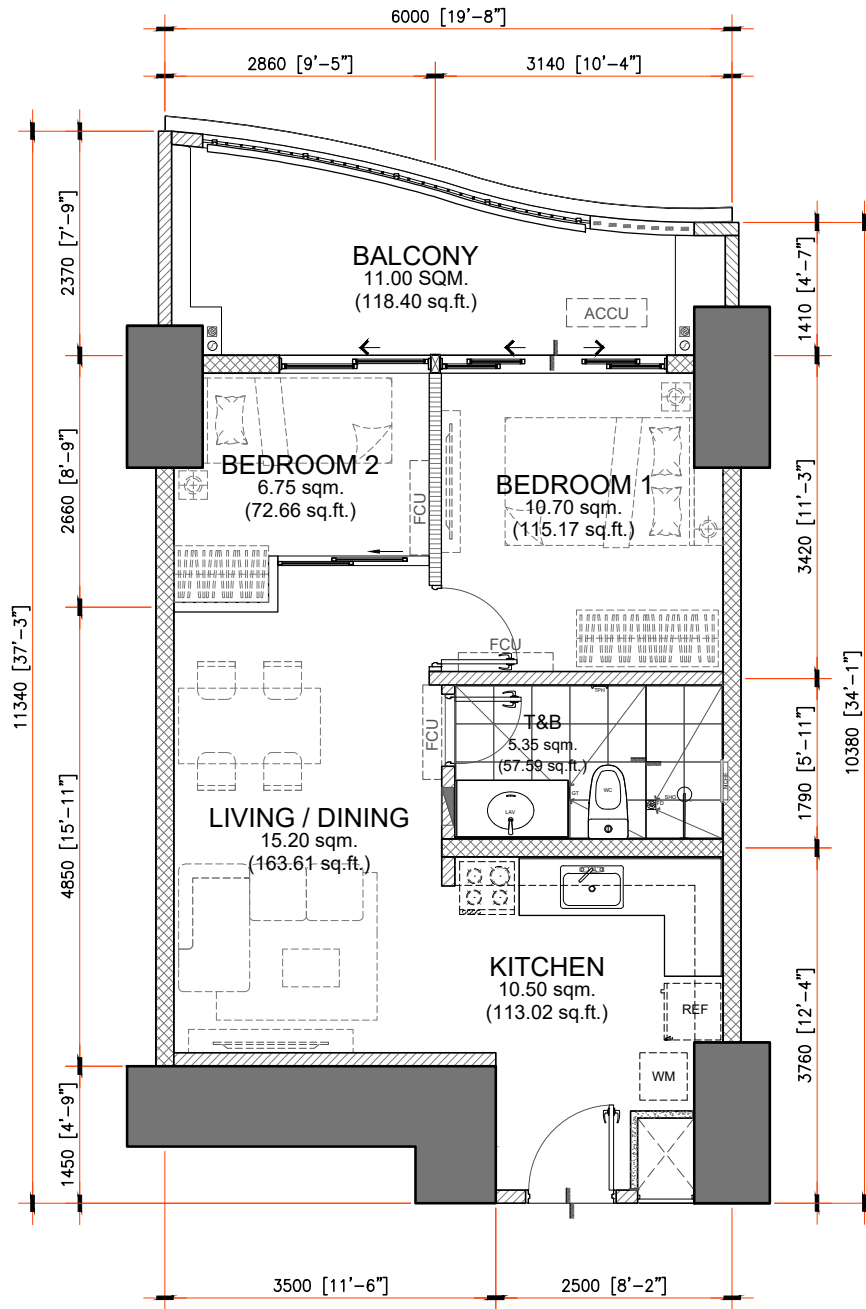 6000 [19'-8"]
2860 [9'-5"]
3140 [10'-4"]
2370 [7'-9"]
1410 [4'-7"]
BALCONY
11.00 SQM.
(118.40 sq.ft.)
ACCU
2660 [8'-9"]
BEDROOM 2
6.75 sqm.
(72.66 sq.ft.)
FCU
BEDROOM 1
10.70 sqm.
(115.17 sq.ft.)
3420 [11'-3"]
11340 [37'-3"]
FCU
10380 [34'-1"]
TPH
T&B
5.35 sqm.
(57.59 sq.ft.)
FCU
1790 [5'-11"]
NICHE
GT
WC
SHO
FD
LAV
LIVING / DINING
15.20 sqm.
(163.61 sq.ft.)
4850 [15'-11"]
KITCHEN
10.50 sqm.
(113.02 sq.ft.)
REF
WM
3760 [12'-4"]
1450 [4'-9"]
3500 [11'-6"]
2500 [8'-2"]